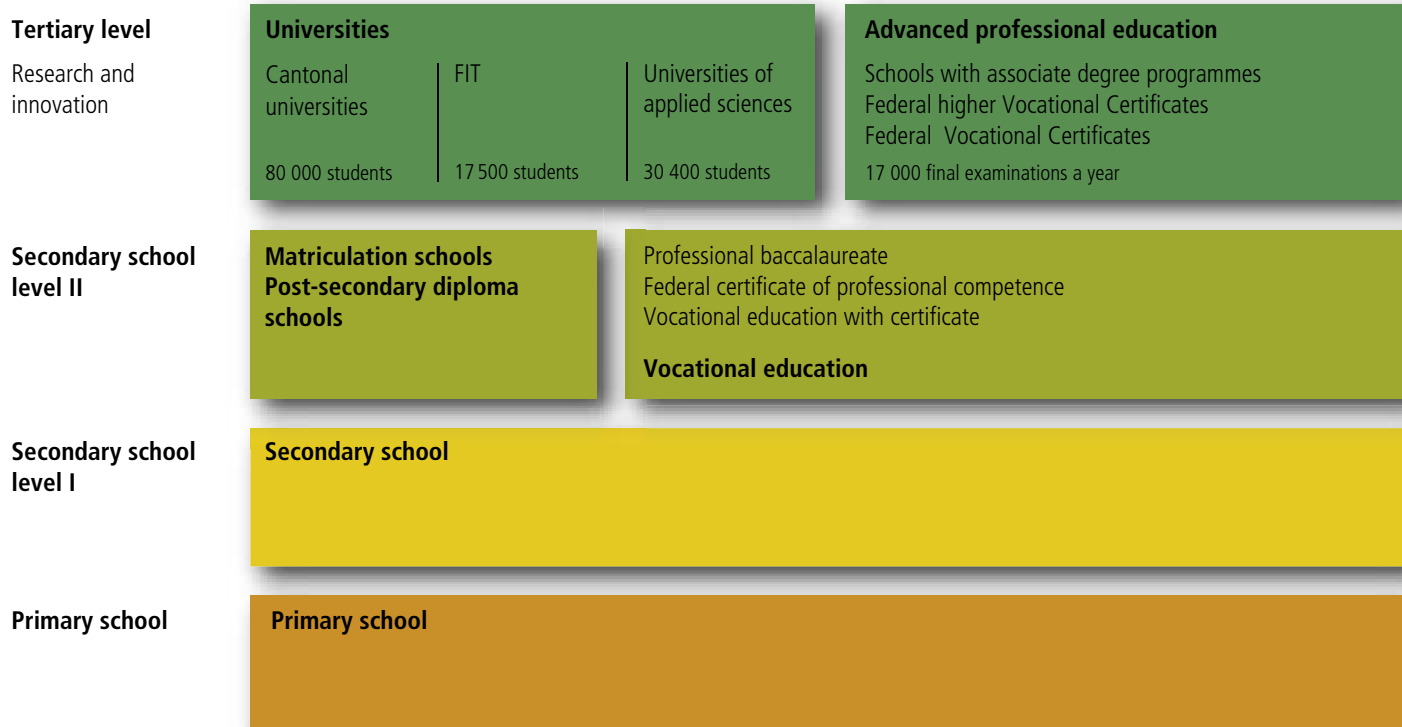 Tertiary level
Research and
innovation
Universities
Cantonal
universities
80 000 students
FIT
17 500 students
Universities of
applied sciences
30 400 students
Advanced professional education
Schools with associate degree programmes
Federal higher Vocational Certificates
Federal Vocational Certificates
17 000 final examinations a year
Secondary school
level II
Matriculation schools
Post-secondary diploma
schools
Professional baccalaureate
Federal certificate of professional competence
Vocational education with certificate
Vocational education
Secondary school
level I
Secondary school
Primary school
Primary school